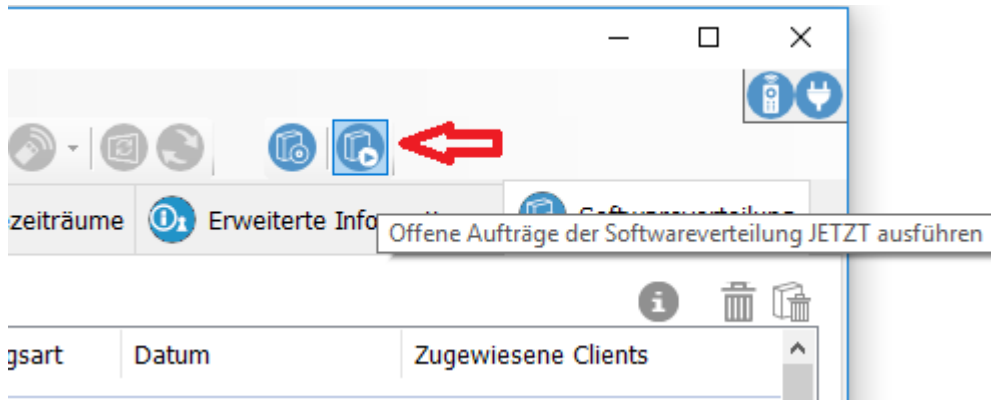 zeiträume Erweiterte Info
Offene Aufträge der Softwareverteilung JETZT ausführen
gsart Datum Zugewiesene Clients